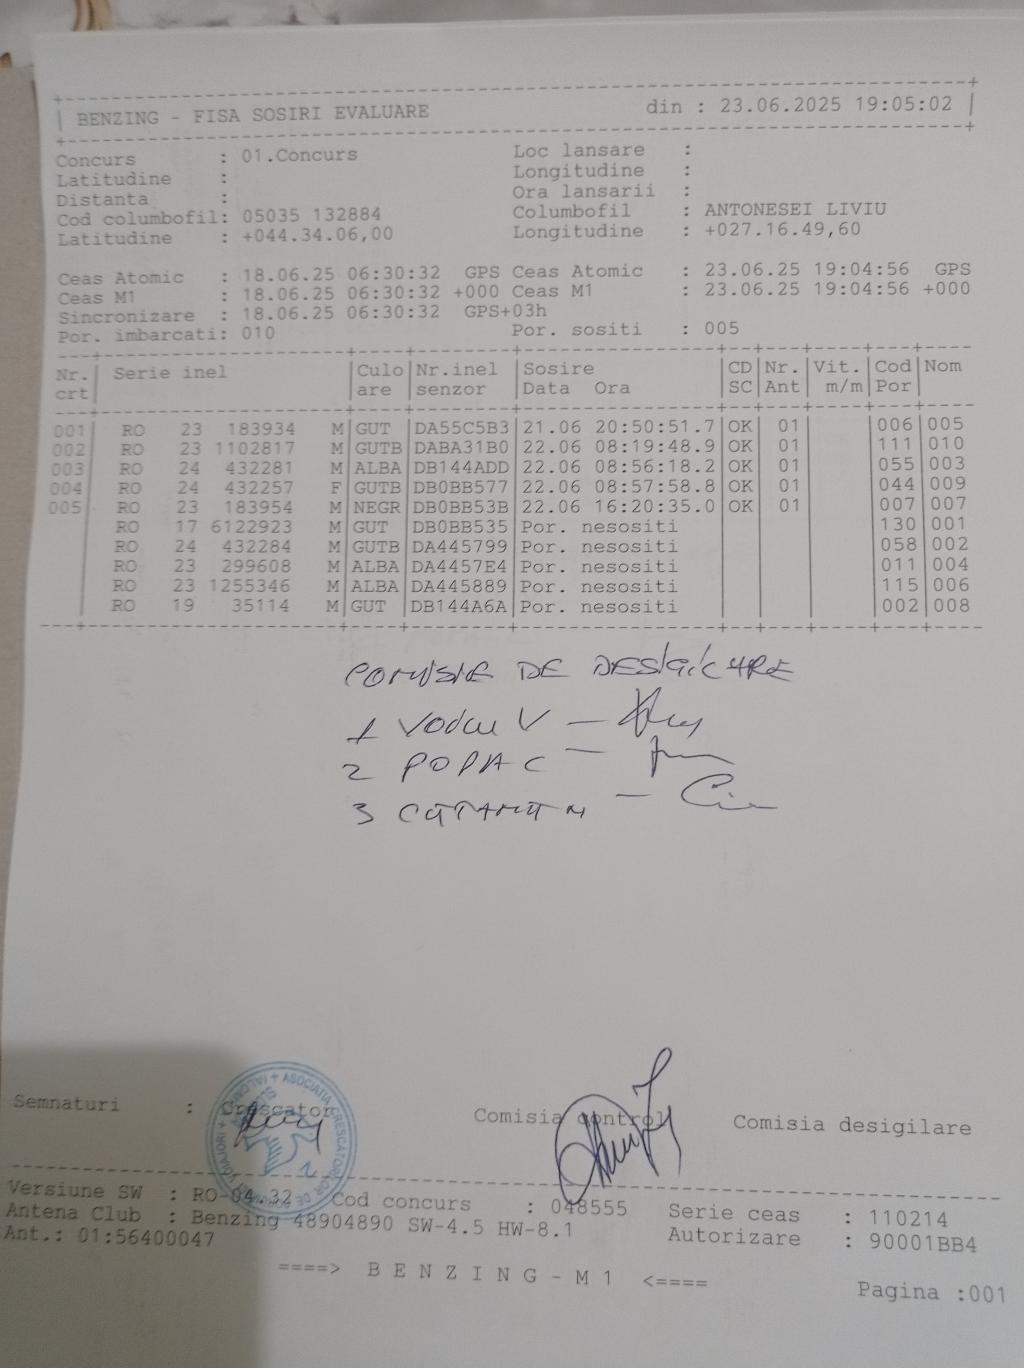 BENZING - FISA SOSIRI EVALUARE din : 23.06.2025 19:05:02
Concurs : 01.Concurs Loc lansare :
Latitudine : Longitudine :
Distanta : Ora lansarii :
Cod columbofil: 05035 132884 Columbofil : ANTONESEI LIVIU
Latitudine : +044.34.06,00 Longitudine : +027.16.49,60
Ceas Atomic : 18.06.25 06:30:32 GPS Ceas Atomic : 23.06.25 19:04:56 GPS
Ceas M1 : 18.06.25 06:30:32 +000 Ceas M1 : 23.06.25 19:04:56 +000
Sincronizare : 18.06.25 06:30:32 GPS+03h
Por. imbarcati: 010 Por. sositi : 005
Nr. Serie inel Culo Nr.inel Sosire CD Nr. Vit. Cod Nom
crt are senzor Data Ora SC Ant m/m Por
001 RO 23 183934 M GUT DA55C5B3 21.06 20:50:51.7 OK 01 006 005
002 RO 23 1102817 M GUTB DABA31B0 22.06 08:19:48.9 OK 01 111 010
003 RO 24 432281 M ALBA DB144ADD 22.06 08:56:18.2 OK 01 055 003
004 RO 24 432257 F GUTB DB0BB577 22.06 08:57:58.8 OK 01 044 009
005 RO 23 183954 M NEGR DB0BB53B 22.06 16:20:35.0 OK 01 007 007
RO 17 6122923 M GUT DB0BB535 Por. nesositi 130 001
RO 24 432284 M GUTB DA445799 Por. nesositi 058 002
RO 23 299608 M ALBA DA4457E4 Por. nesositi 011 004
RO 23 1255346 M ALBA DA445889 Por. nesositi 115 006
RO 19 35114 M GUT DB144A6A Por. nesositi 002 008
COMISIE DE DESIGILARE
1 VODCU V –
2 POPA C –
3 –
Semnaturi : Crescator Comisia control Comisia desigilare
ASOCIATIA CRESCATORILOR DE VOIAJORI IALOMITA
Versiune SW : RO-04.32 Cod concurs : 048555 Serie ceas : 110214
Antena Club : Benzing 48904890 SW-4.5 HW-8.1 Autorizare : 90001BB4
Ant.: 01:56400047
====> B E N Z I N G - M 1 <====
Pagina :001